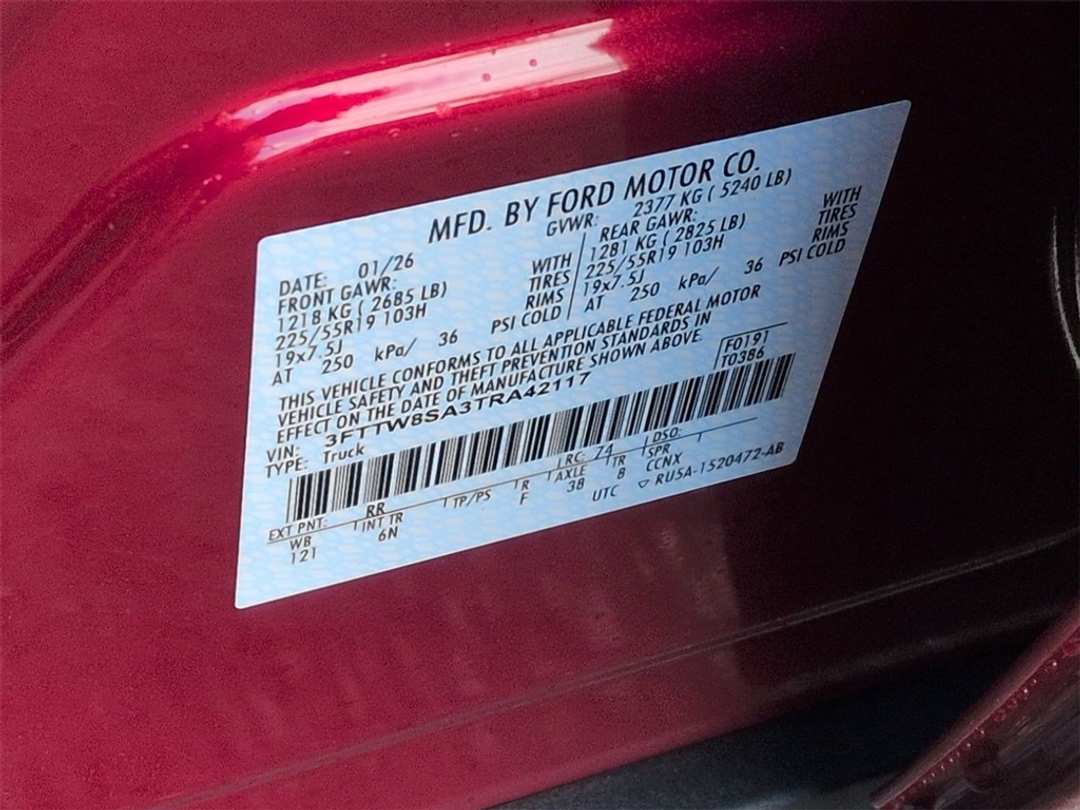 MFD. BY FORD MOTOR CO.
DATE: 01/26
GVWR: 2377 KG ( 5240 LB)
FRONT GAWR:
1218 KG ( 2685 LB) WITH
225/55R19 103H TIRES
19x7.5J RIMS
AT 250 kPa/ 36 PSI COLD
REAR GAWR:
1281 KG ( 2825 LB) WITH
225/55R19 103H TIRES
19x7.5J RIMS
AT 250 kPa/ 36 PSI COLD
THIS VEHICLE CONFORMS TO ALL APPLICABLE FEDERAL MOTOR
VEHICLE SAFETY AND THEFT PREVENTION STANDARDS IN
EFFECT ON THE DATE OF MANUFACTURE SHOWN ABOVE.
VIN: 3FTTW8SA3TRA42117
TYPE: Truck
F0191
T0386
EXT PNT: RR RC: 74 DSO:
WB INT TR TP/PS R AXLE TR SPR
121 6N F 38 8 CCNX
UTC ▽ RU5A-1520472-AB